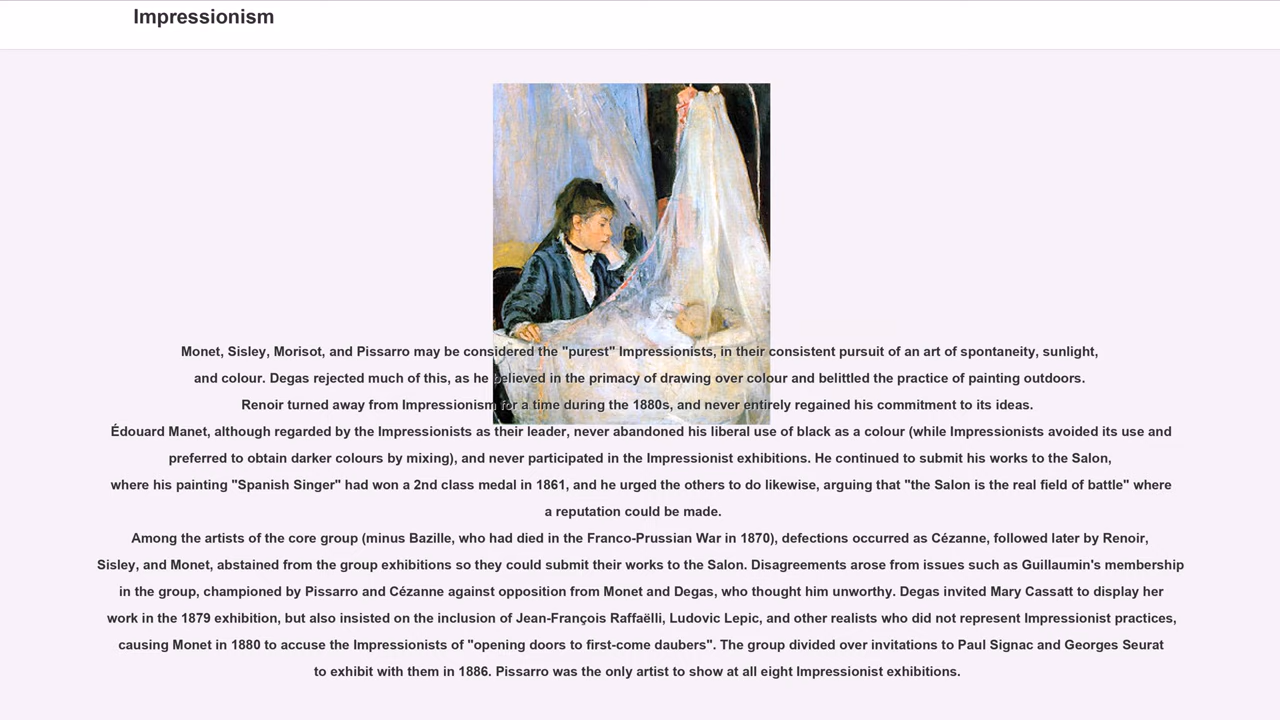 Impressionism
Monet, Sisley, Morisot, and Pissarro may be considered the "purest" Impressionists, in their consistent pursuit of an art of spontaneity, sunlight,
and colour. Degas rejected much of this, as he believed in the primacy of drawing over colour and belittled the practice of painting outdoors.
Renoir turned away from Impressionism for a time during the 1880s, and never entirely regained his commitment to its ideas.
Édouard Manet, although regarded by the Impressionists as their leader, never abandoned his liberal use of black as a colour (while Impressionists avoided its use and
preferred to obtain darker colours by mixing), and never participated in the Impressionist exhibitions. He continued to submit his works to the Salon,
where his painting "Spanish Singer" had won a 2nd class medal in 1861, and he urged the others to do likewise, arguing that "the Salon is the real field of battle" where
a reputation could be made.
Among the artists of the core group (minus Bazille, who had died in the Franco-Prussian War in 1870), defections occurred as Cézanne, followed later by Renoir,
Sisley, and Monet, abstained from the group exhibitions so they could submit their works to the Salon. Disagreements arose from issues such as Guillaumin's membership
in the group, championed by Pissarro and Cézanne against opposition from Monet and Degas, who thought him unworthy. Degas invited Mary Cassatt to display her
work in the 1879 exhibition, but also insisted on the inclusion of Jean-François Raffaëlli, Ludovic Lepic, and other realists who did not represent Impressionist practices,
causing Monet in 1880 to accuse the Impressionists of "opening doors to first-come daubers". The group divided over invitations to Paul Signac and Georges Seurat
to exhibit with them in 1886. Pissarro was the only artist to show at all eight Impressionist exhibitions.